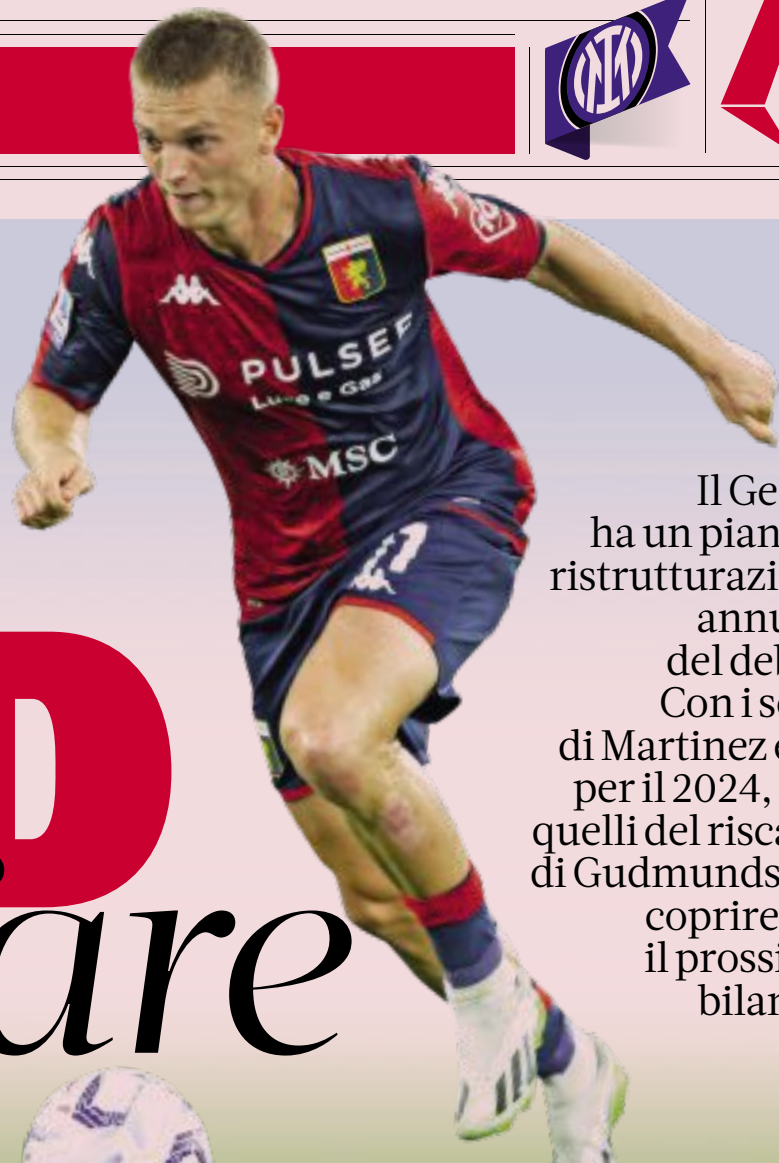 PULSEE
Luce e Gas
MSC
Il Ge
ha un pian
ristrutturazi
annu
del deb
Con i so
di Martinez e
per il 2024,
quelli del risca
di Gudmunds
coprire
il prossi
bilan
D
are